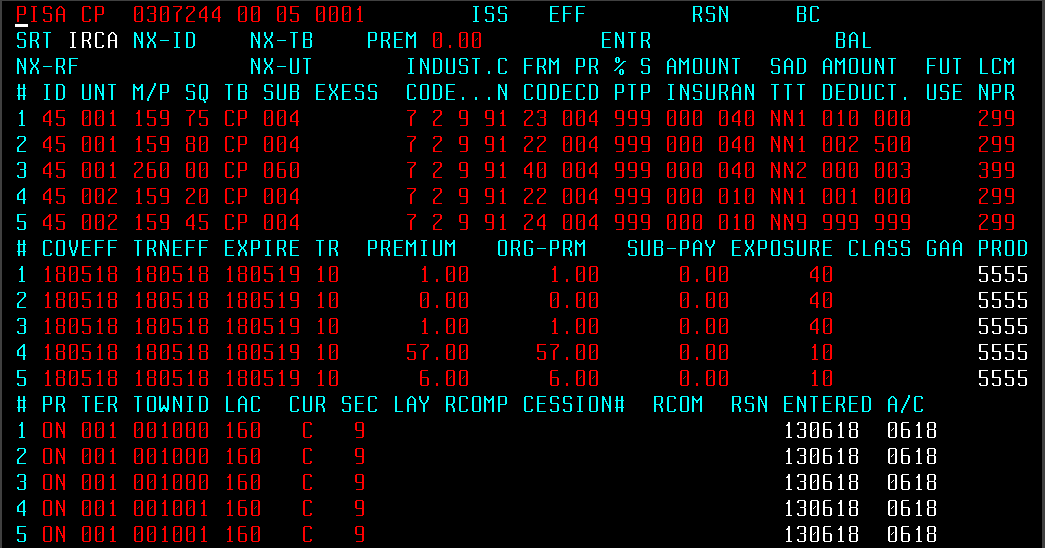 PISA CP 0307244 00 05 0001 ISS EFF RSN BC
SRT IRCA NX-ID NX-TB PREM 0.00 ENTR BAL
NX-RF NX-UT INDUST.C FRM PR % S AMOUNT SAD AMOUNT FUT LCM
# ID UNT M/P SQ TB SUB EXESS CODE...N CODECD PTP INSURAN TTT DEDUCT. USE NPR
1 45 001 159 75 CP 004 7 2 9 91 23 004 999 000 040 NN1 010 000 299
2 45 001 159 80 CP 004 7 2 9 91 22 004 999 000 040 NN1 002 500 299
3 45 001 260 00 CP 060 7 2 9 91 40 004 999 000 040 NN2 000 003 399
4 45 002 159 20 CP 004 7 2 9 91 22 004 999 000 010 NN1 001 000 299
5 45 002 159 45 CP 004 7 2 9 91 24 004 999 000 010 NN9 999 999 299
# COVEFF TRNEFF EXPIRE TR PREMIUM ORG-PRM SUB-PAY EXPOSURE CLASS GAA PROD
1 180518 180518 180519 10 1.00 1.00 0.00 40 5555
2 180518 180518 180519 10 0.00 0.00 0.00 40 5555
3 180518 180518 180519 10 1.00 1.00 0.00 40 5555
4 180518 180518 180519 10 57.00 57.00 0.00 10 5555
5 180518 180518 180519 10 6.00 6.00 0.00 10 5555
# PR TER TOWNID LAC CUR SEC LAY RCOMP CESSION# RCOM RSN ENTERED A/C
1 ON 001 001000 160 C 9 130618 0618
2 ON 001 001000 160 C 9 130618 0618
3 ON 001 001000 160 C 9 130618 0618
4 ON 001 001001 160 C 9 130618 0618
5 ON 001 001001 160 C 9 130618 0618